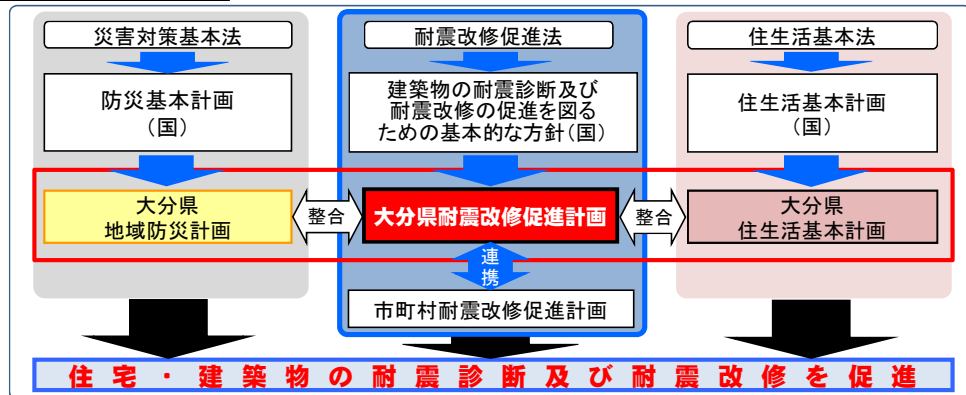 災害対策基本法
耐震改修促進法
住生活基本法
防災基本計画
（国）
建築物の耐震診断及び
耐震改修の促進を図る
ための基本的な方針（国）
住生活基本計画
（国）
大分県
地域防災計画
整合
大分県耐震改修促進計画
整合
大分県
住生活基本計画
連
携
市町村耐震改修促進計画
住宅・建築物の耐震診断及び耐震改修を促進